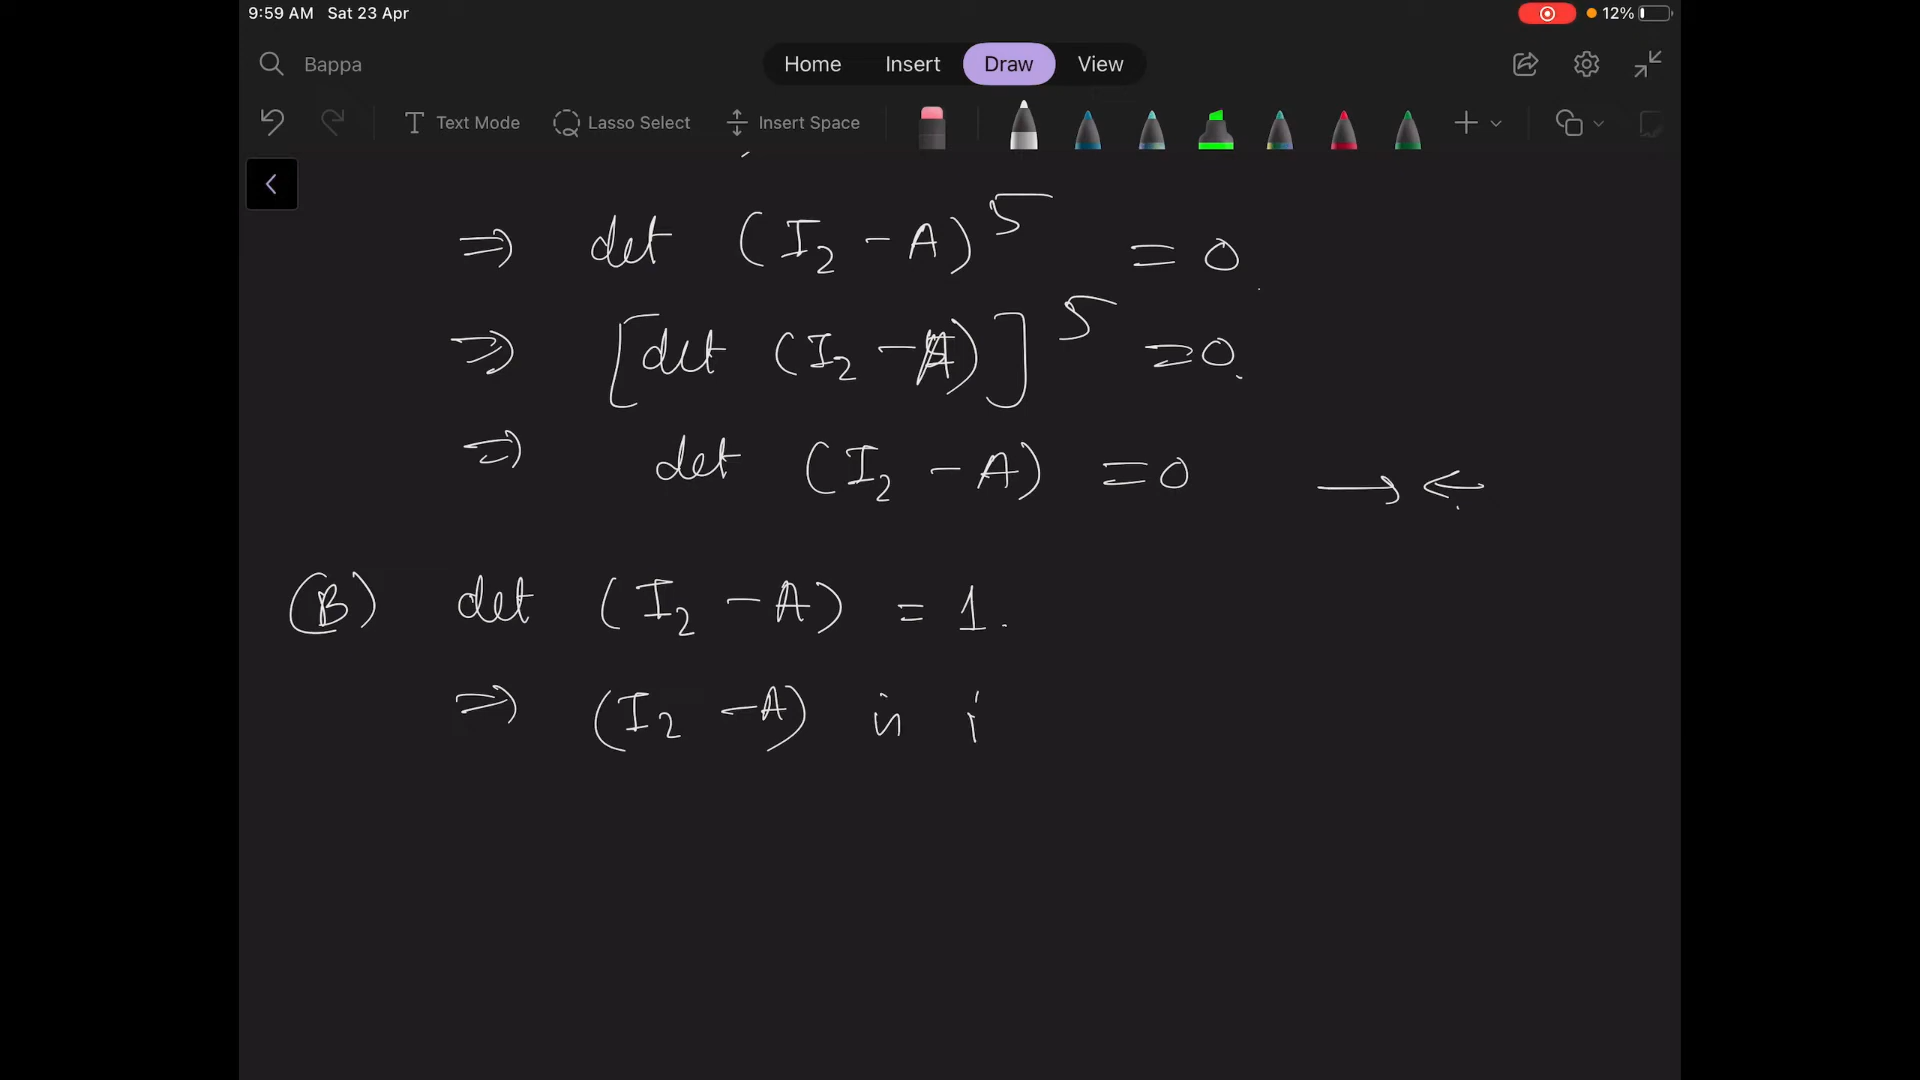 9:59 AM Sat 23 Apr 12%
Bappa Home Insert Draw View
Text Mode Lasso Select Insert Space
⇒ det (I₂ - A)⁵ = 0
⇒ [det (I₂ - A)]⁵ = 0.
⇒ det (I₂ - A) = 0 →←
(B) det (I₂ - A) = 1.
⇒ (I₂ - A) is i